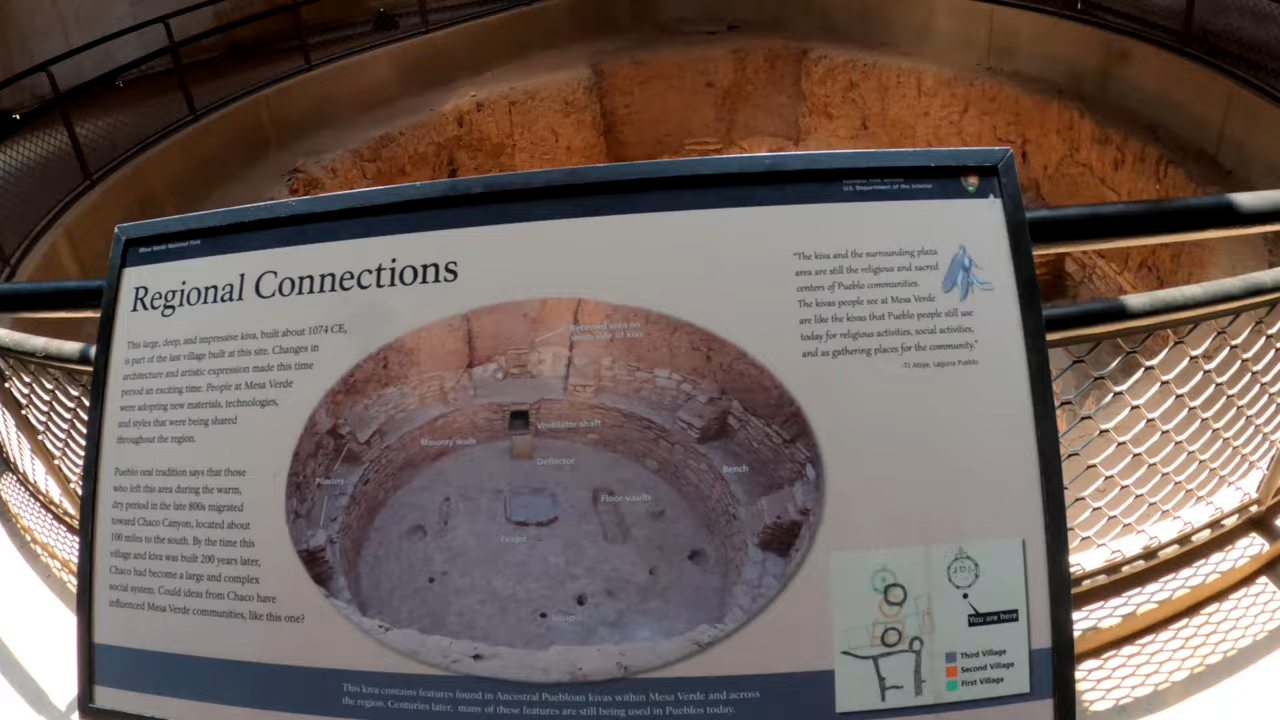 Mesa Verde National Park
National Park Service
U.S. Department of the Interior
Regional Connections
This large, deep, and impressive kiva, built about 1074 CE,
is part of the last village built at this site. Changes in
architecture and artistic expression made this time
period an exciting time. People at Mesa Verde
were adopting new materials, technologies,
and styles that were being shared
throughout the region.
Pueblo oral tradition says that those
who left this area during the warm,
dry period in the late 800s migrated
toward Chaco Canyon, located about
100 miles to the south. By the time this
village and kiva was built 200 years later,
Chaco had become a large and complex
social system. Could ideas from Chaco have
influenced Mesa Verde communities, like this one?
Recessed area on
side of kiva
Ventilator shaft
Masonry walls
Deflector
Bench
Pilasters
Floor vaults
Firepit
Sipapu
"The kiva and the surrounding plaza
area are still the religious and sacred
centers of Pueblo communities.
The kivas people see at Mesa Verde
are like the kivas that Pueblo people still use
today for religious activities, social activities,
and as gathering places for the community."
-TJ Atsye, Laguna Pueblo
You are here
Third Village
Second Village
First Village
This kiva contains features found in Ancestral Puebloan kivas within Mesa Verde and across
the region. Centuries later, many of these features are still being used in Pueblos today.